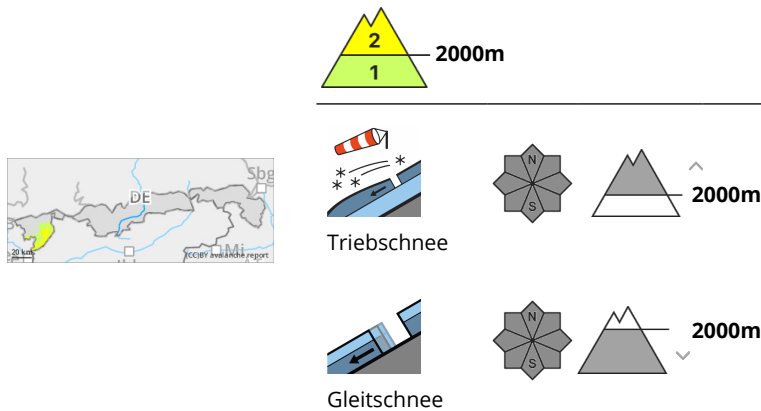 2
2000m
1
N
S
2000m
Triebschnee
Sbg
DE
Mi
20 km
(CC)BY avalanche.report
N
S
2000m
Gleitschnee